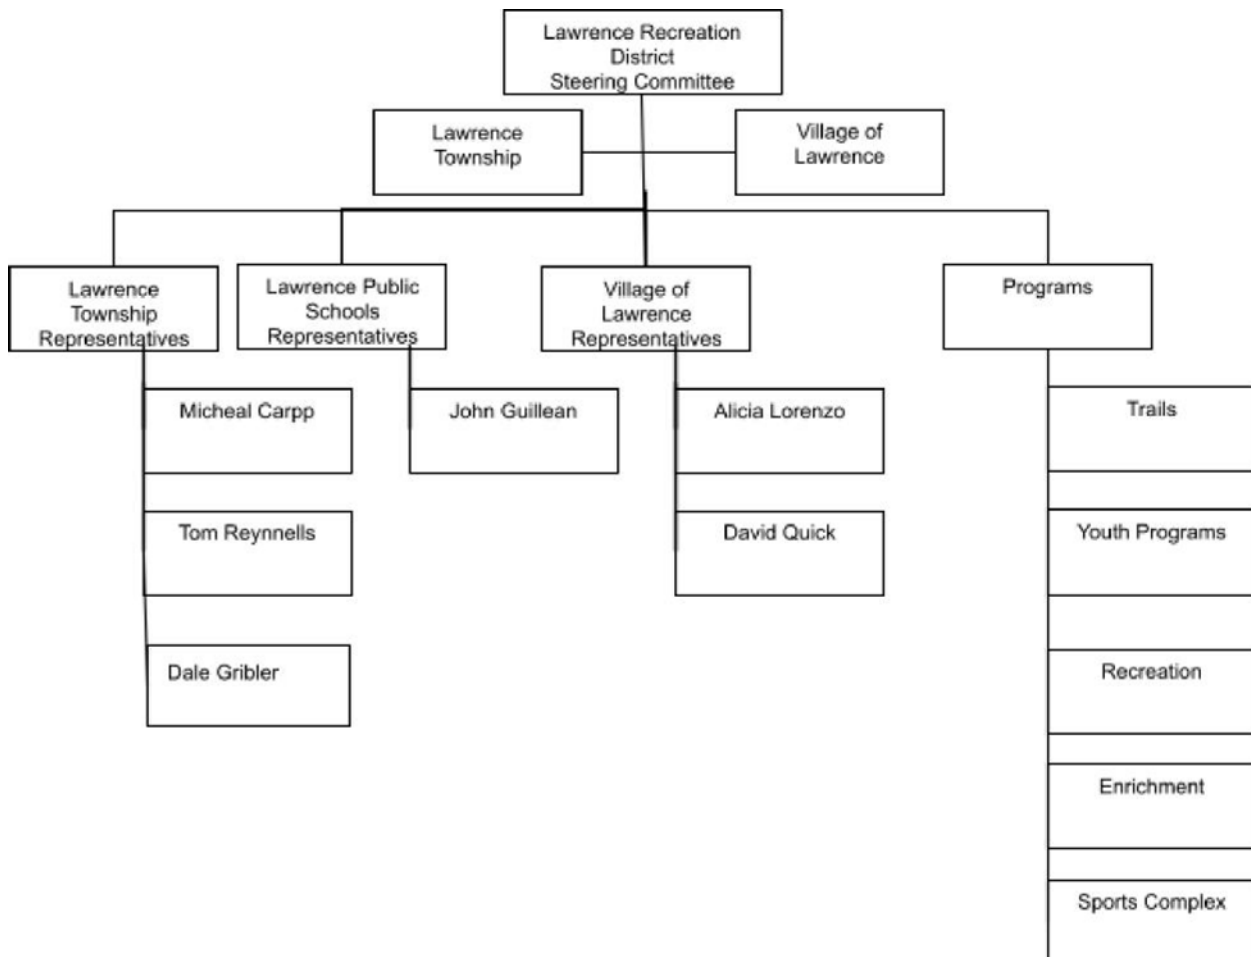 Lawrence Recreation
District
Steering Committee
Lawrence
Township
Village of
Lawrence
Lawrence
Township
Representatives
Lawrence Public
Schools
Representatives
Village of
Lawrence
Representatives
Programs
Micheal Carpp
John Guillean
Alicia Lorenzo
Trails
Tom Reynnells
David Quick
Youth Programs
Dale Gribler
Recreation
Enrichment
Sports Complex